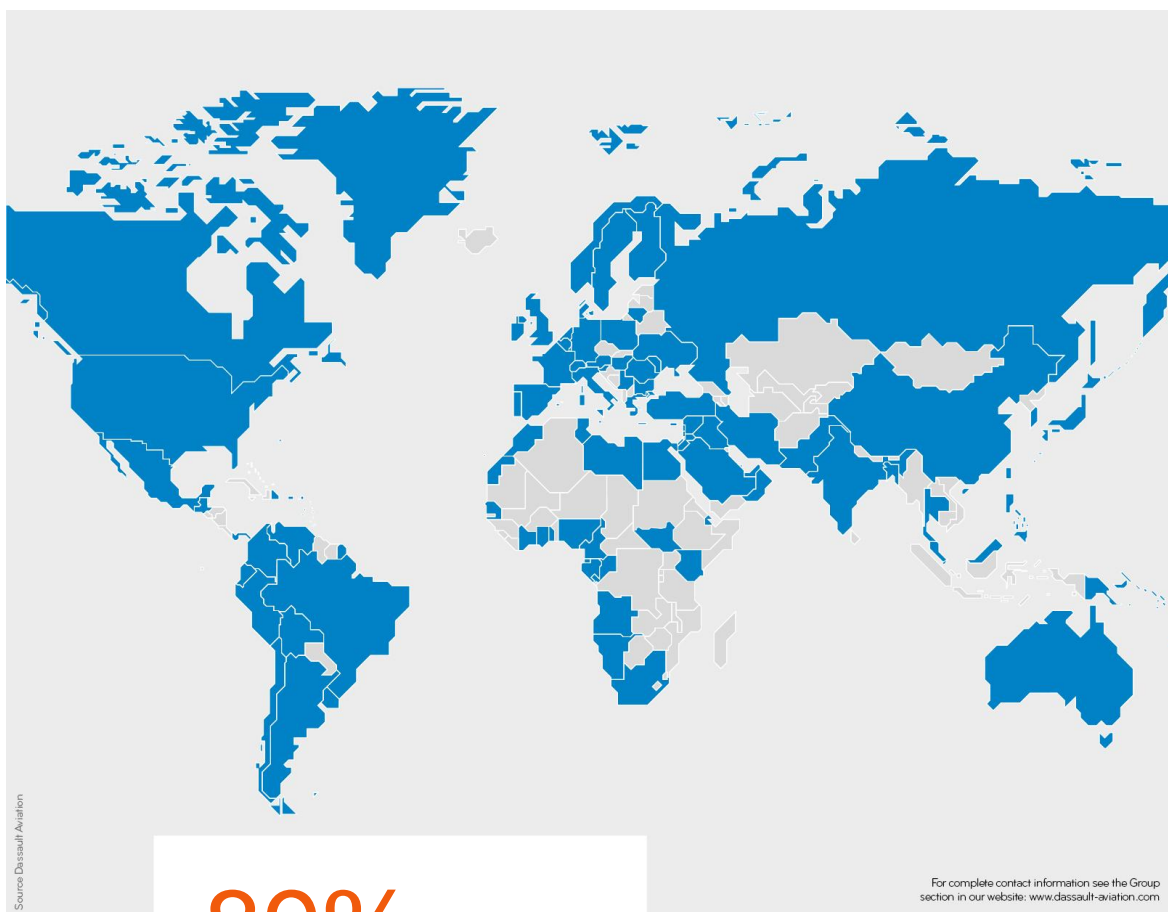 Source Dassault Aviation
For complete contact information see the Group
section in our website: www.dassault-aviation.com